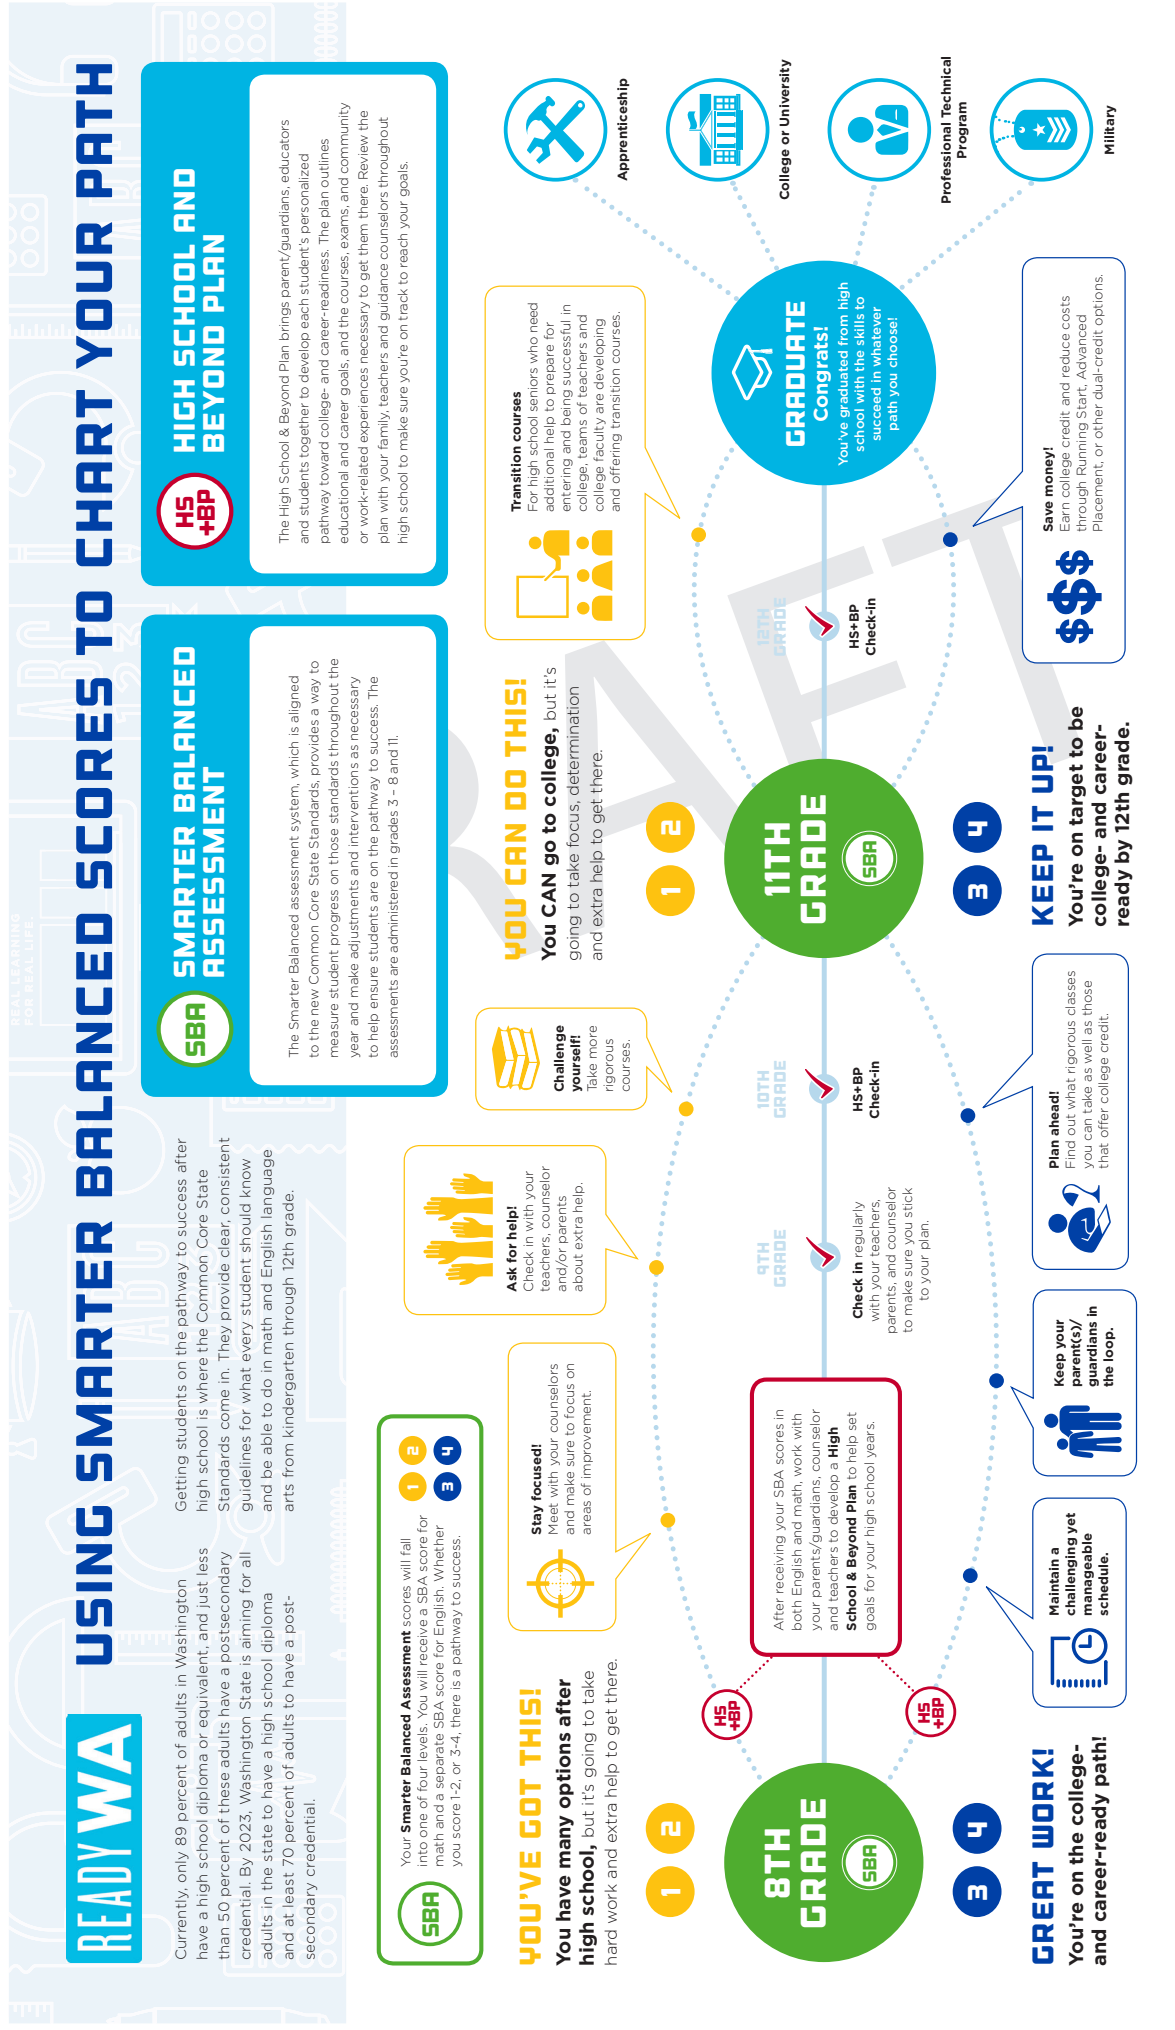 READY WA
USING SMARTER BALANCED SCORES TO CHART YOUR PATH
Currently, only 89 percent of adults in Washington
have a high school diploma or equivalent, and just less
than 50 percent of these adults have a postsecondary
credential. By 2023, Washington State is aiming for all
adults in the state to have a high school diploma
and at least 70 percent of adults to have a post-
secondary credential.
Getting students on the pathway to success after
high school is where the Common Core State
Standards come in. They provide clear, consistent
guidelines for what every student should know
and be able to do in math and English language
arts from kindergarten through 12th grade.
SBA
SMARTER BALANCED
ASSESSMENT
The Smarter Balanced assessment system, which is aligned
to the new Common Core State Standards, provides a way to
measure student progress on those standards throughout the
year and make adjustments and interventions as necessary
to help ensure students are on the pathway to success. The
assessments are administered in grades 3 – 8 and 11.
HS
+BP
HIGH SCHOOL AND
BEYOND PLAN
The High School & Beyond Plan brings parent/guardians, educators
and students together to develop each student's personalized
pathway toward college- and career-readiness. The plan outlines
educational and career goals, and the courses, exams, and community
or work-related experiences necessary to get them there. Review the
plan with your family, teachers and guidance counselors throughout
high school to make sure you're on track to reach your goals.
REAL LEARNING
FOR REAL LIFE.
SBA
Your Smarter Balanced Assessment scores will fall
into one of four levels. You will receive a SBA score for
math and a separate SBA score for English. Whether
you score 1-2, or 3-4, there is a pathway to success.
1 2
3 4
YOU'VE GOT THIS!
You have many options after
high school, but it's going to take
hard work and extra help to get there.
1 2
8TH
GRADE
SBA
3 4
GREAT WORK!
You're on the college-
and career-ready path!
HS
+BP
HS
+BP
After receiving your SBA scores in
both English and math, work with
your parents/guardians, counselor
and teachers to develop a High
School & Beyond Plan to help set
goals for your high school years.
Stay focused!
Meet with your counselors
and make sure to focus on
areas of improvement.
Ask for help!
Check in with your
teachers, counselor
and/or parents
about extra help.
Challenge
yourself!
Take more
rigorous
courses.
9TH
GRADE
Check in regularly
with your teachers,
parents, and counselor
to make sure you stick
to your plan.
10TH
GRADE
HS+BP
Check-in
Maintain a
challenging yet
manageable
schedule.
Keep your
parent(s)/
guardians in
the loop.
Plan ahead!
Find out what rigorous classes
you can take as well as those
that offer college credit.
YOU CAN DO THIS!
You CAN go to college, but it's
going to take focus, determination
and extra help to get there.
1 2
11TH
GRADE
SBA
3 4
KEEP IT UP!
You're on target to be
college- and career-
ready by 12th grade.
Transition courses
For high school seniors who need
additional help to prepare for
entering and being successful in
college, teams of teachers and
college faculty are developing
and offering transition courses.
12TH
GRADE
HS+BP
Check-in
Save money!
Earn college credit and reduce costs
through Running Start, Advanced
Placement, or other dual-credit options.
$$$
GRADUATE
Congrats!
You've graduated from high
school with the skills to
succeed in whatever
path you choose!
Apprenticeship
College or University
Professional Technical
Program
Military
DRAFT